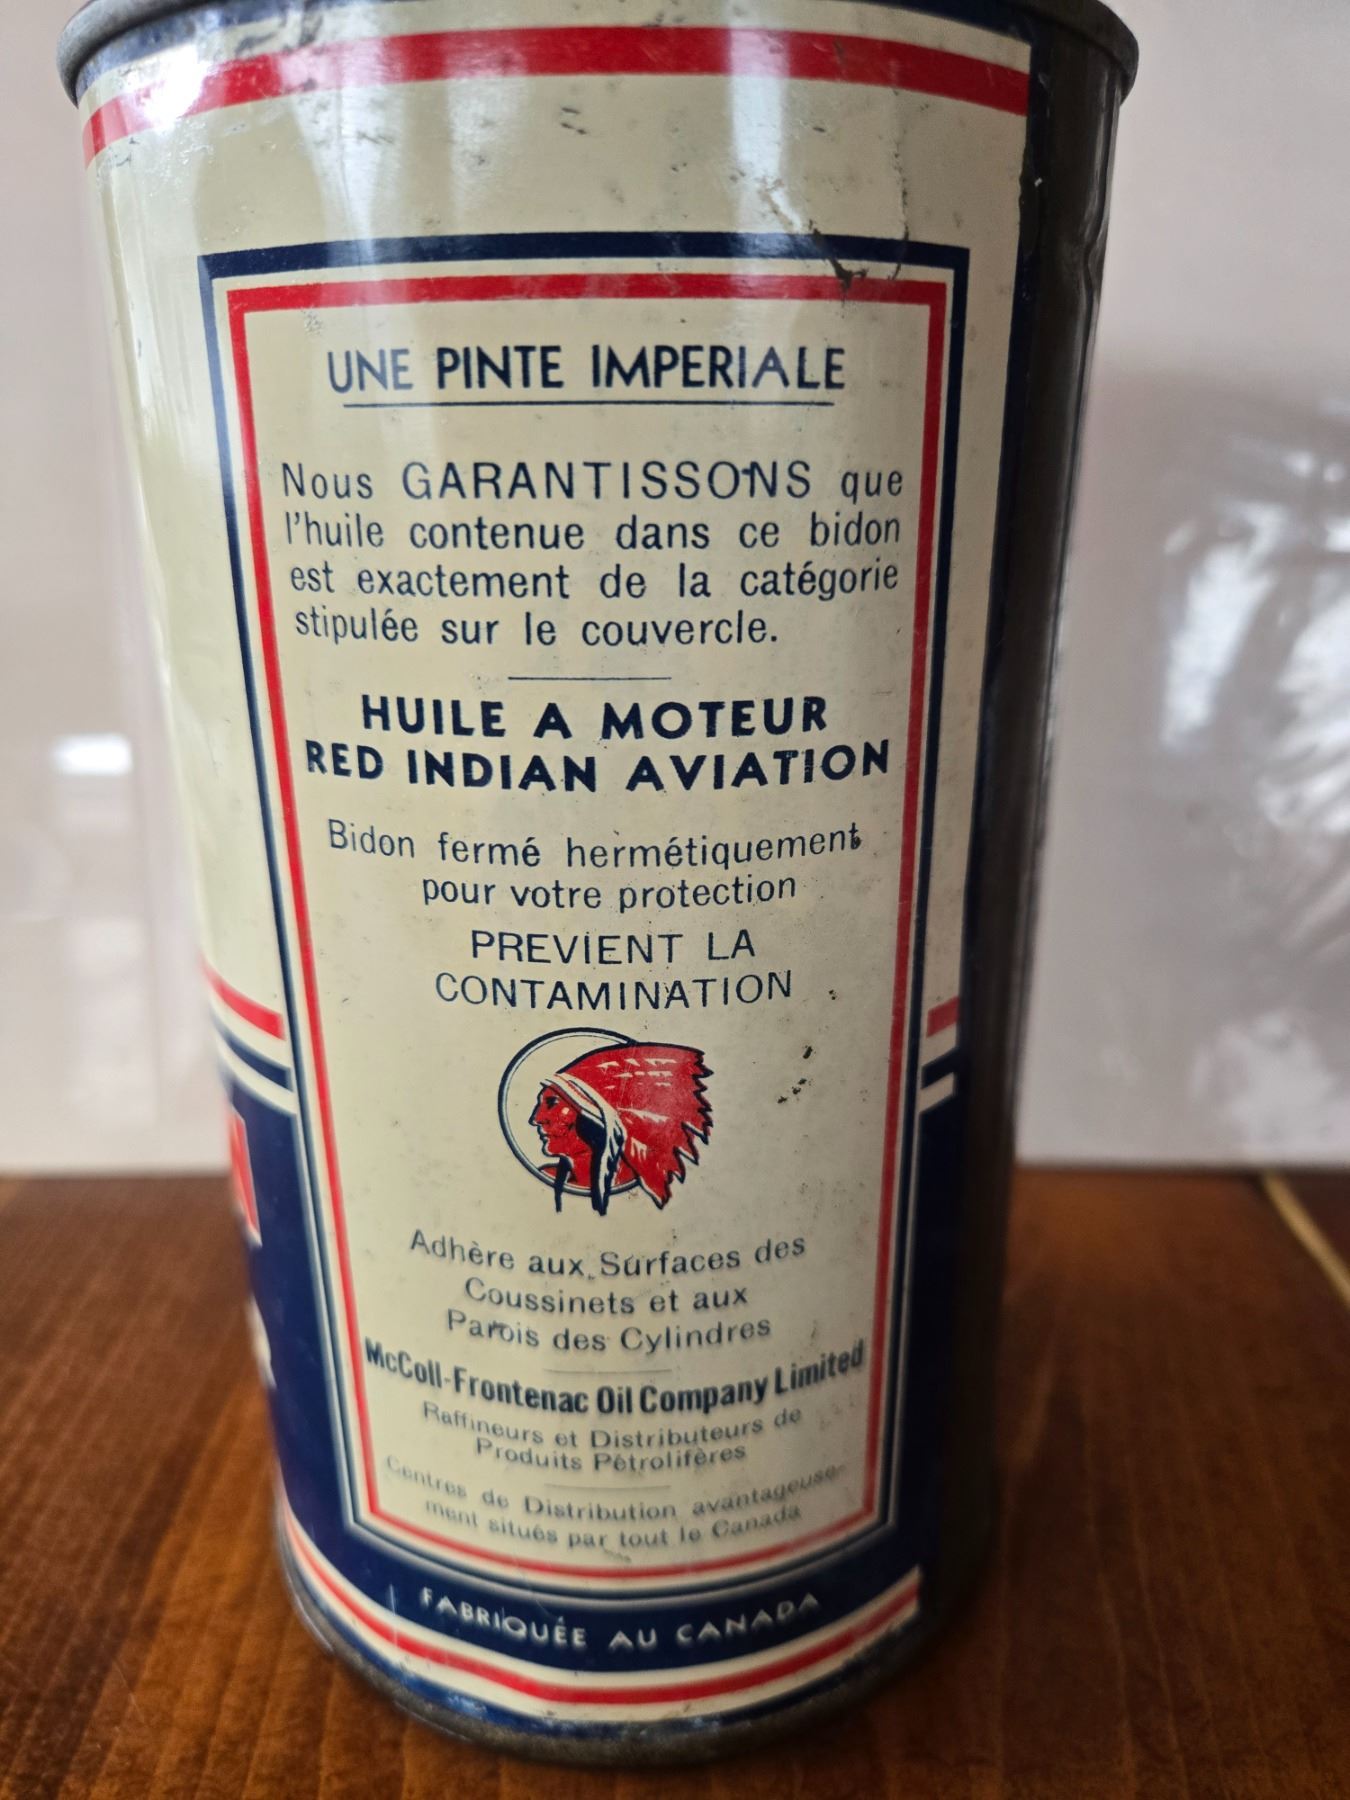 UNE PINTE IMPERIALE
Nous GARANTISSONS que
l'huile contenue dans ce bidon
est exactement de la catégorie
stipulée sur le couvercle.
HUILE A MOTEUR
RED INDIAN AVIATION
Bidon fermé hermétiquement
pour votre protection
PREVIENT LA
CONTAMINATION
Adhère aux Surfaces des
Coussinets et aux
Parois des Cylindres
McColl-Frontenac Oil Company Limited
Raffineurs et Distributeurs de
Produits Pétrolifères
Centres de Distribution avantageuse-
ment situés par tout le Canada
FABRIQUÉE AU CANADA